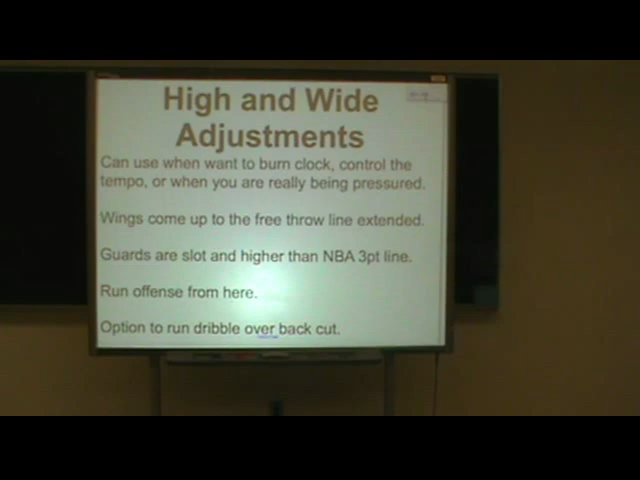 High and Wide
Adjustments
Can use when want to burn clock, control the
tempo, or when you are really being pressured.
Wings come up to the free throw line extended.
Guards are slot and higher than NBA 3pt line.
Run offense from here.
Option to run dribble over back cut.